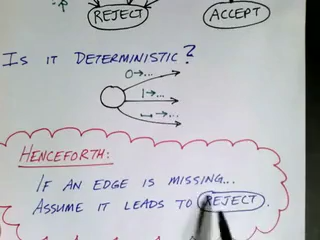 REJECT
ACCEPT
IS IT DETERMINISTIC?
0→...
1→...
⎵→...
HENCEFORTH:
IF AN EDGE IS MISSING...
ASSUME IT LEADS TO REJECT.